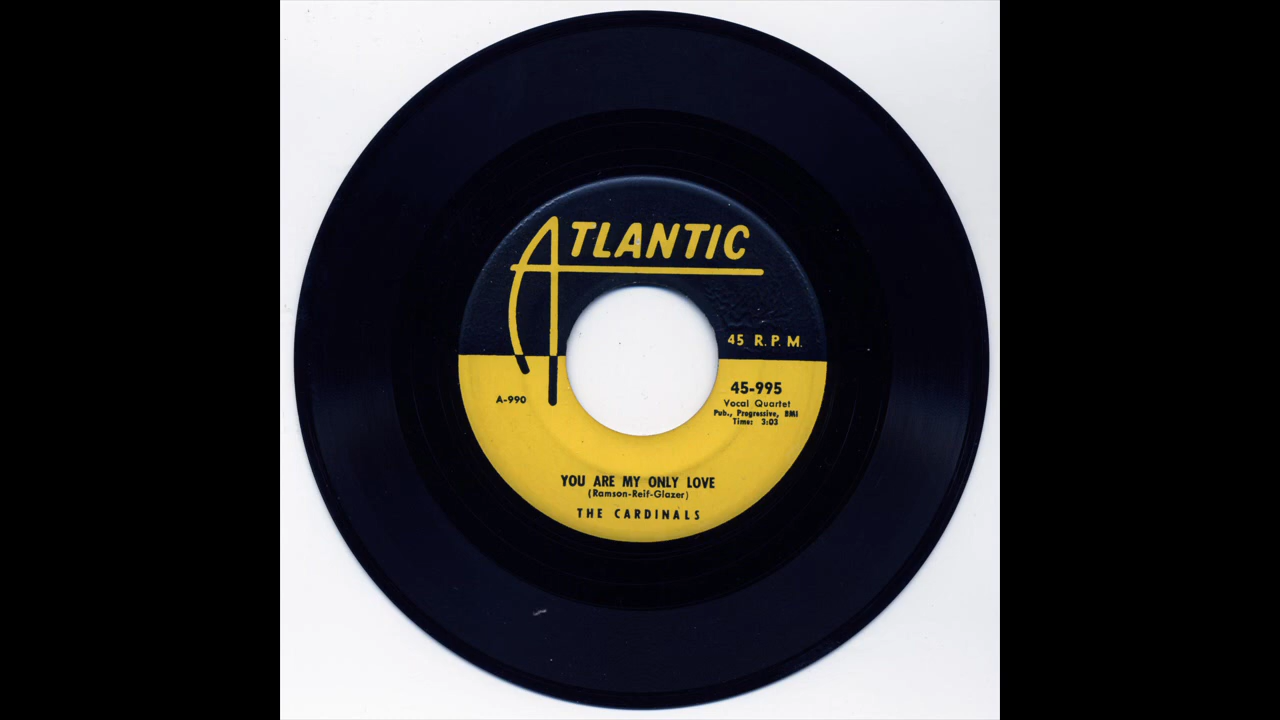 ATLANTIC
45 R.P.M.
45-995
A-990
Vocal Quartet
Pub., Progressive, BMI
Time: 3:03
YOU ARE MY ONLY LOVE
(Ramson-Reif-Glazer)
THE CARDINALS